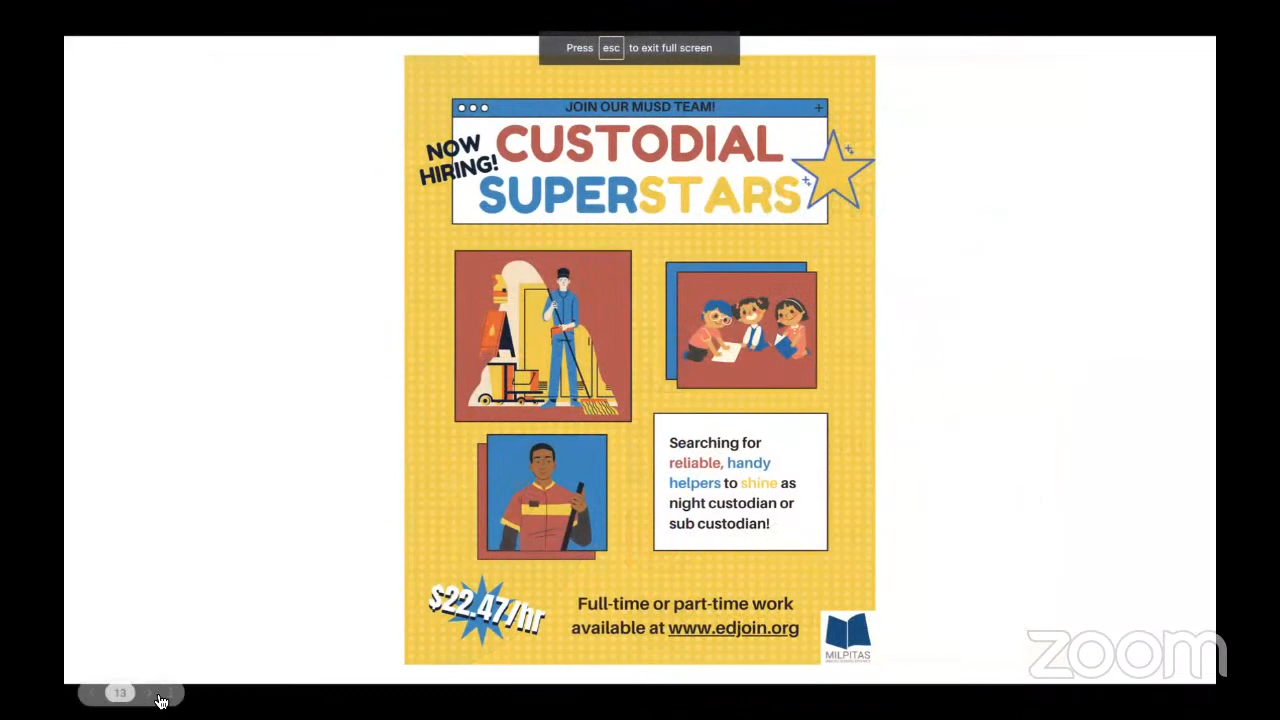 Press esc to exit full screen
JOIN OUR MUSD TEAM!
NOW
HIRING!
CUSTODIAL
SUPERSTARS
Searching for
reliable, handy
helpers to shine as
night custodian or
sub custodian!
$22.47/hr
Full-time or part-time work
available at www.edjoin.org
MILPITAS
zoom
13